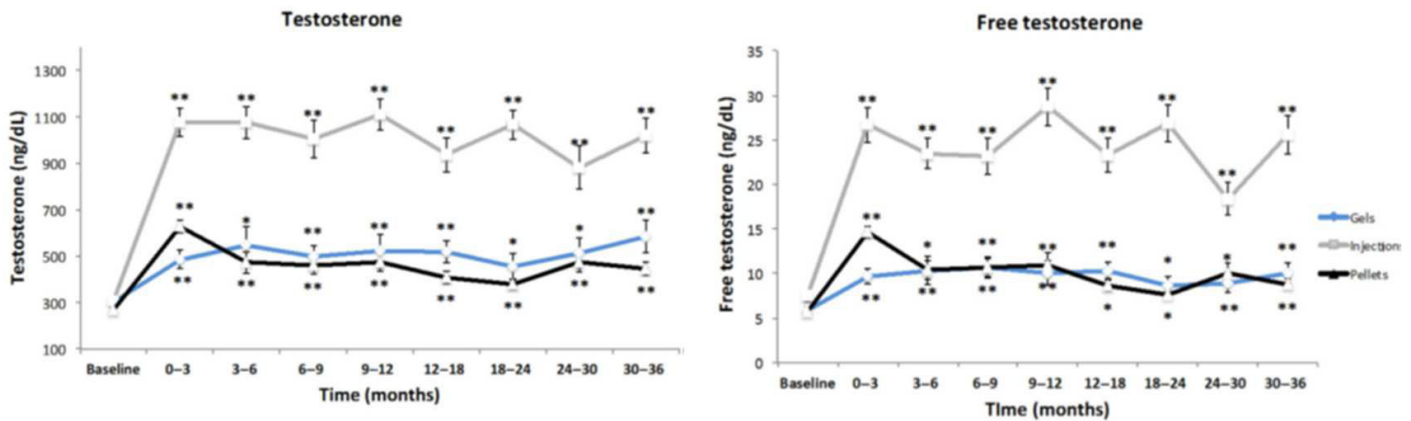 Testosterone
Testosterone (ng/dL)
1300
1100
900
700
500
300
100
** ** ** ** ** ** ** **
** * ** ** ** * * **
** ** ** ** ** ** ** **
Baseline 0–3 3–6 6–9 9–12 12–18 18–24 24–30 30–36
Time (months)
Free testosterone
Free testosterone (ng/dL)
35
30
25
20
15
10
5
0
** ** ** ** ** ** ** **
** * ** ** ** * * **
** ** ** ** * * ** **
Baseline 0–3 3–6 6–9 9–12 12–18 18–24 24–30 30–36
TIme (months)
Gels
Injections
Pellets